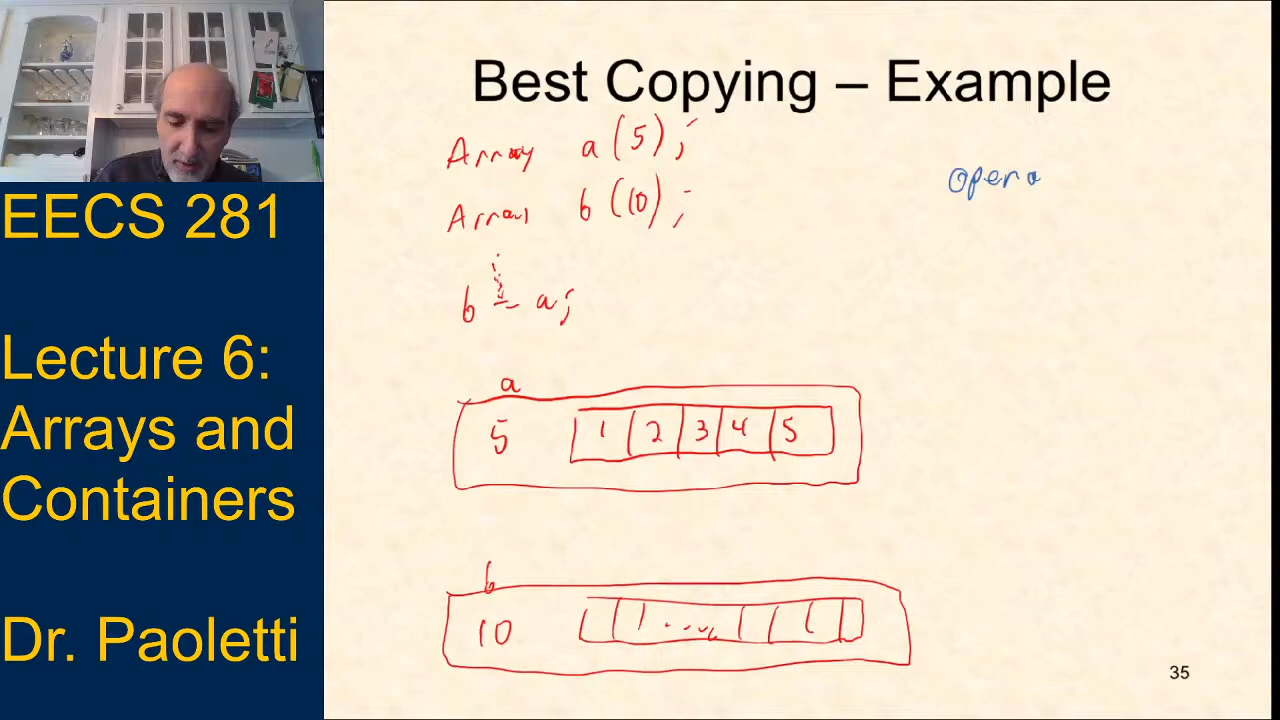 EECS 281
Lecture 6:
Arrays and
Containers
Dr. Paoletti
Best Copying – Example
Array a(5);
Array b(10);
b = a;
opera
a
5 1 2 3 4 5
b
10 ....
35